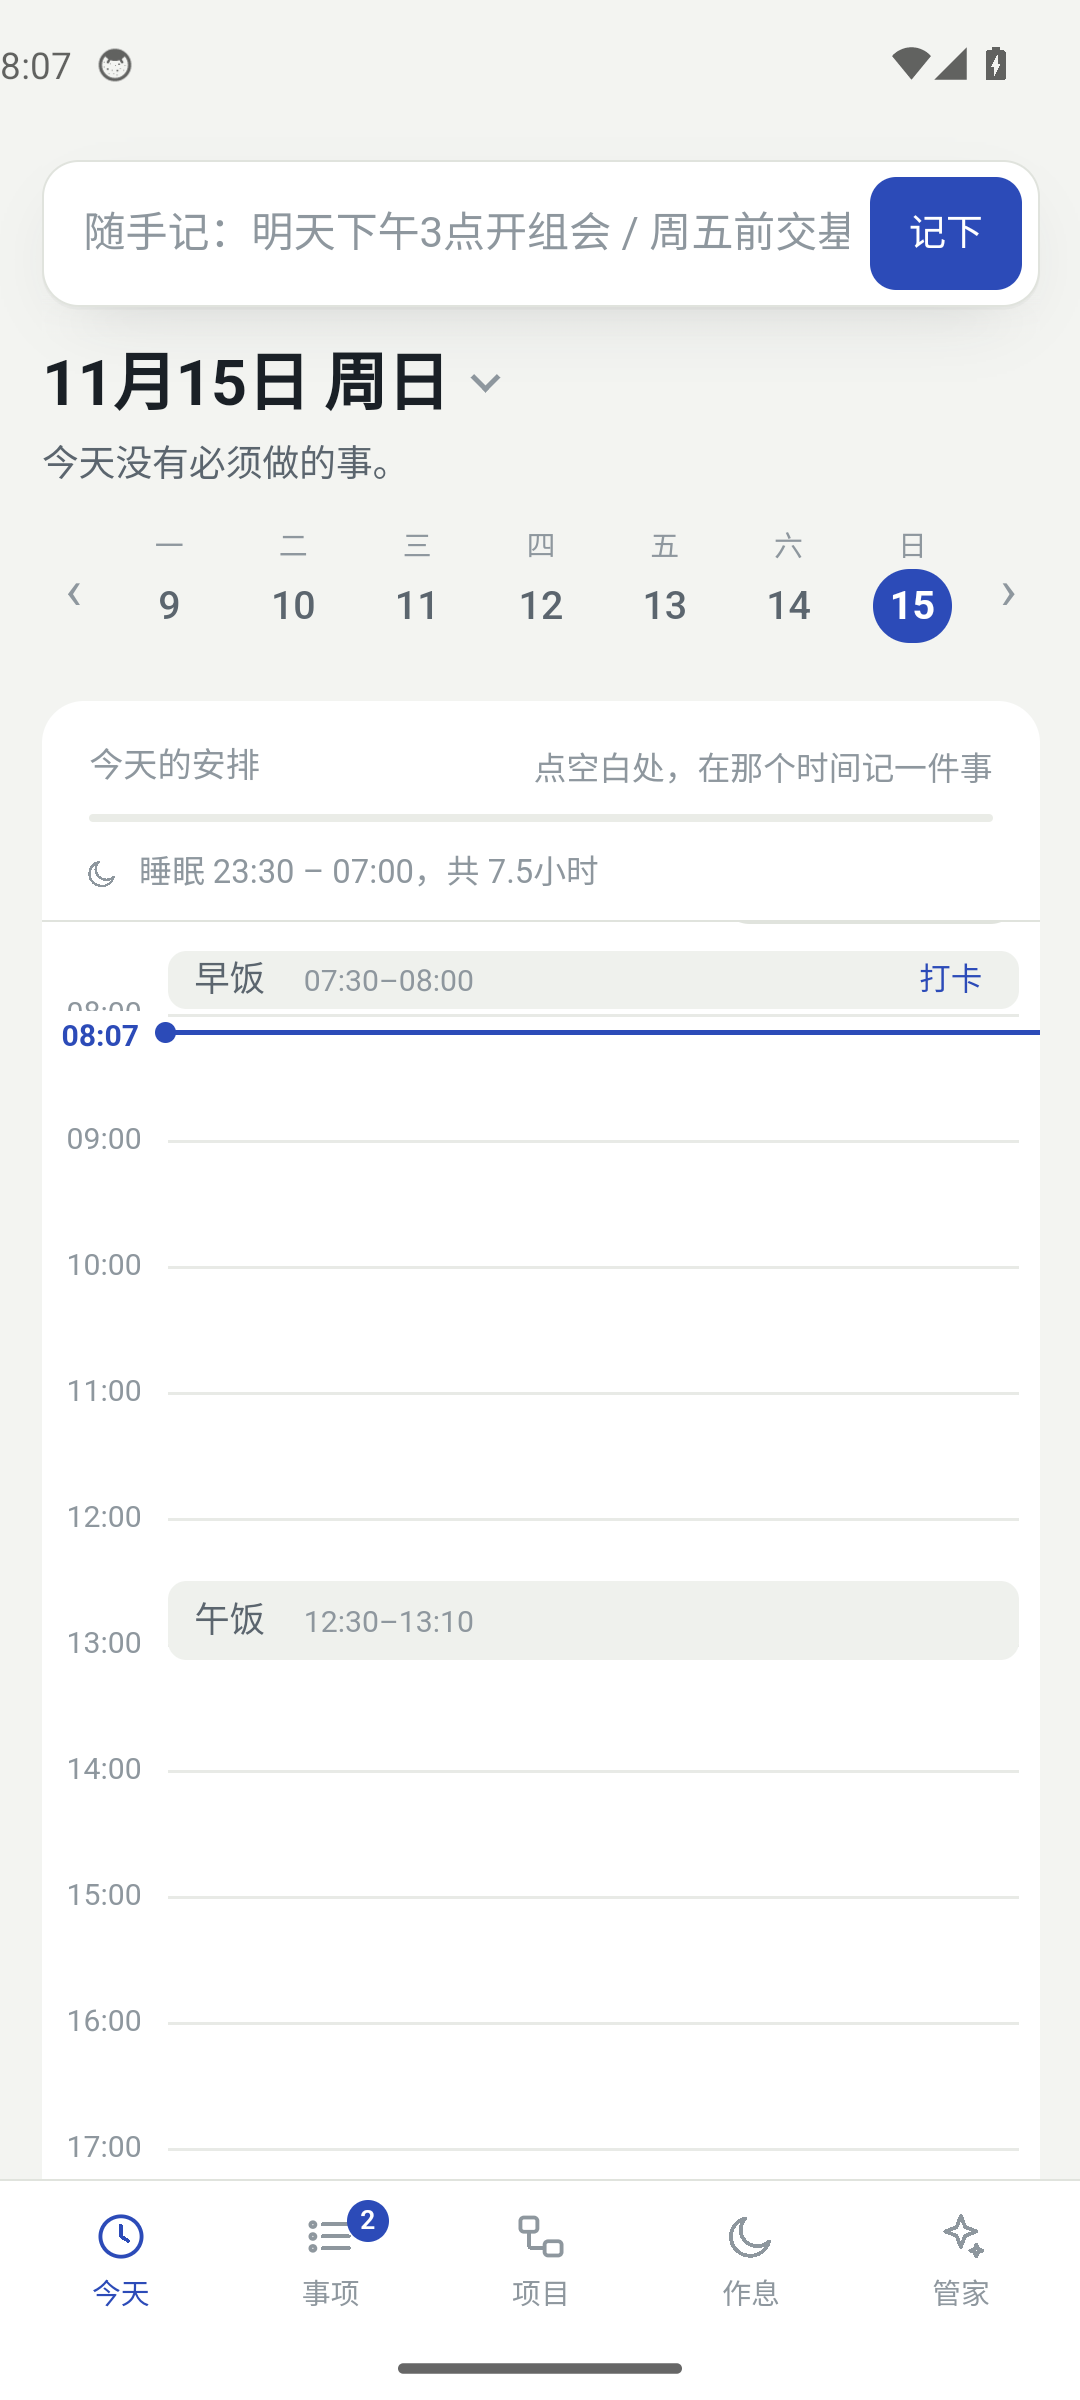 8:07
随手记：明天下午3点开组会 / 周五前交基
记下
11月15日 周日
今天没有必须做的事。
一 二 三 四 五 六 日
‹ 9 10 11 12 13 14 15 ›
今天的安排 点空白处，在那个时间记一件事
睡眠 23:30 – 07:00，共 7.5小时
早饭 07:30–08:00 打卡
08:00
08:07
09:00
10:00
11:00
12:00
午饭 12:30–13:10
13:00
14:00
15:00
16:00
17:00
2
今天 事项 项目 作息 管家